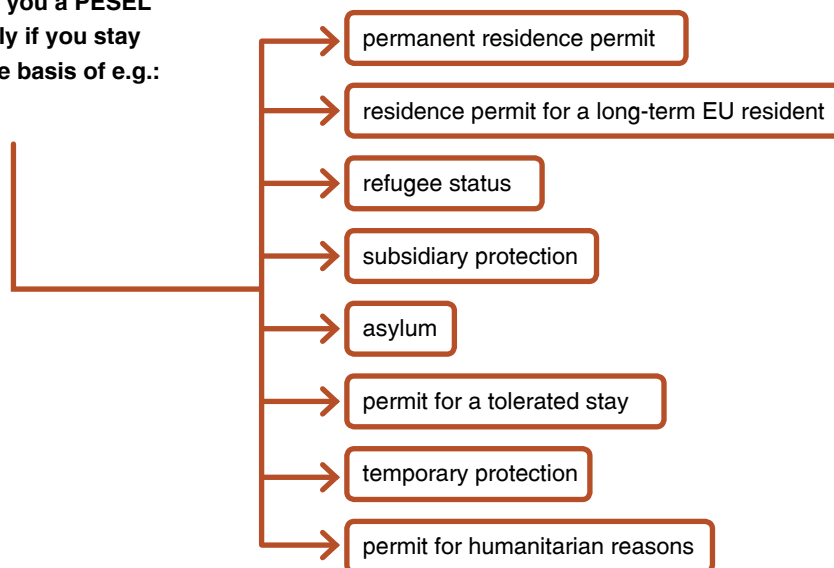 you a PESEL
ly if you stay
e basis of e.g.:
permanent residence permit
residence permit for a long-term EU resident
refugee status
subsidiary protection
asylum
permit for a tolerated stay
temporary protection
permit for humanitarian reasons